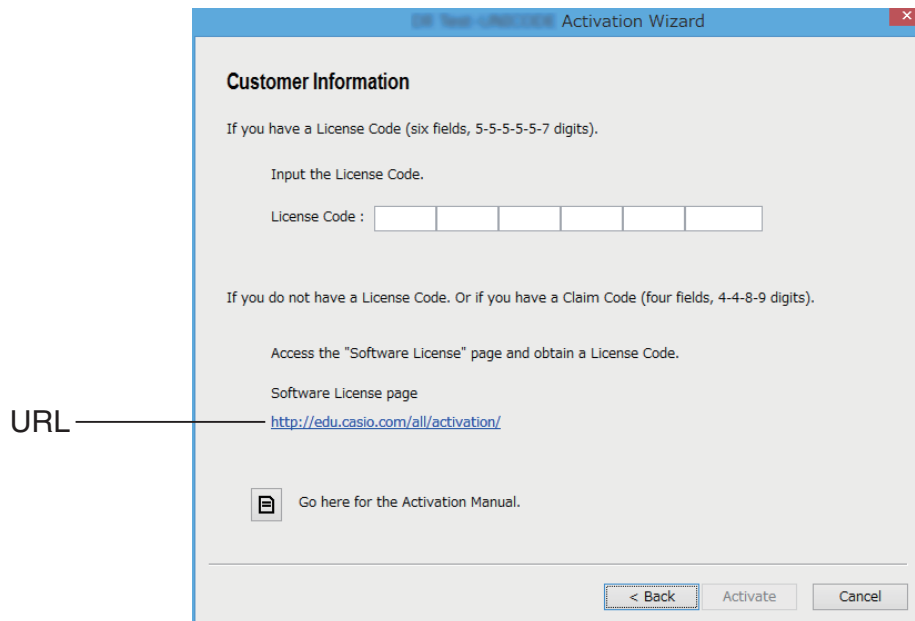 Activation Wizard
Customer Information
If you have a License Code (six fields, 5-5-5-5-5-7 digits).
Input the License Code.
License Code :
If you do not have a License Code. Or if you have a Claim Code (four fields, 4-4-8-9 digits).
Access the "Software License" page and obtain a License Code.
Software License page
URL
http://edu.casio.com/all/activation/
Go here for the Activation Manual.
< Back
Activate
Cancel